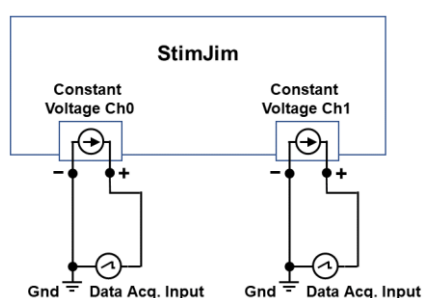 StimJim
Constant
Voltage Ch0
Constant
Voltage Ch1
- +
- +
Gnd Data Acq. Input
Gnd Data Acq. Input